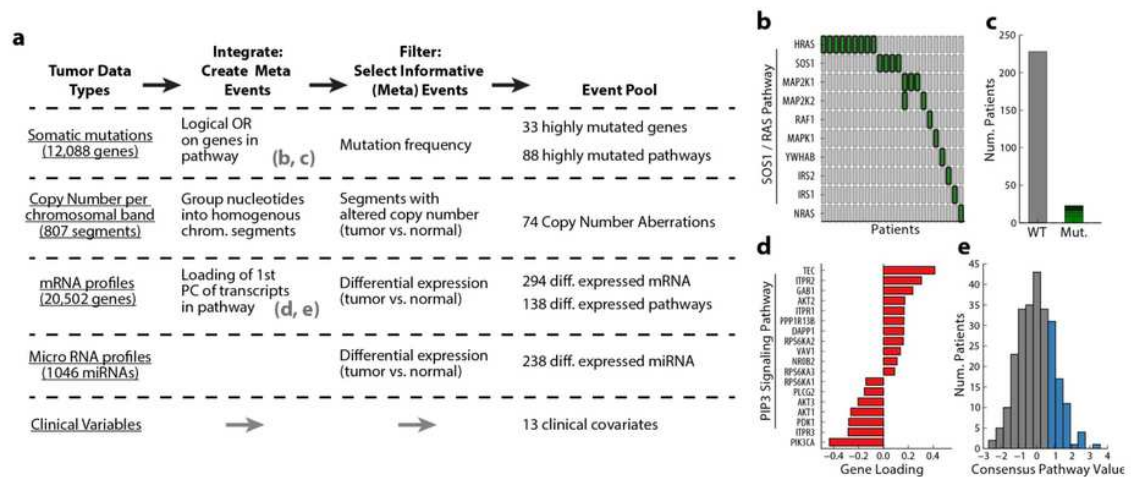 a
Tumor Data
Types
Integrate:
Create Meta
Events
Filter:
Select Informative
(Meta) Events
Event Pool
Somatic mutations
(12,088 genes)
Logical OR
on genes in
pathway
(b, c)
Mutation frequency
33 highly mutated genes
88 highly mutated pathways
Copy Number per
chromosomal band
(807 segments)
Group nucleotides
into homogenous
chrom. segments
Segments with
altered copy number
(tumor vs. normal)
74 Copy Number Aberrations
mRNA profiles
(20,502 genes)
Loading of 1st
PC of transcripts
in pathway
(d, e)
Differential expression
(tumor vs. normal)
294 diff. expressed mRNA
138 diff. expressed pathways
Micro RNA profiles
(1046 miRNAs)
Differential expression
(tumor vs. normal)
238 diff. expressed miRNA
Clinical Variables
13 clinical covariates
b
SOS1 / RAS Pathway
HRAS
SOS1
MAP2K1
MAP2K2
RAF1
MAPK1
YWHAB
IRS2
IRS1
NRAS
Patients
c
Num. Patients
250
200
150
100
50
0
WT
Mut.
d
PIP3 Signaling Pathway
TEC
ITPR2
GAB1
AKT2
ITPR1
PPP1R13B
DAPP1
RPS6KA2
VAV1
NR0B2
RPS6KA3
RPS6KA1
PLCG2
AKT3
AKT1
PDK1
ITPR3
PIK3CA
−0.4
−0.2
0.0
0.2
0.4
Gene Loading
e
Num. Patients
45
40
35
30
25
20
15
10
5
0
−3
−2
−1
0
1
2
3
4
Consensus Pathway Value